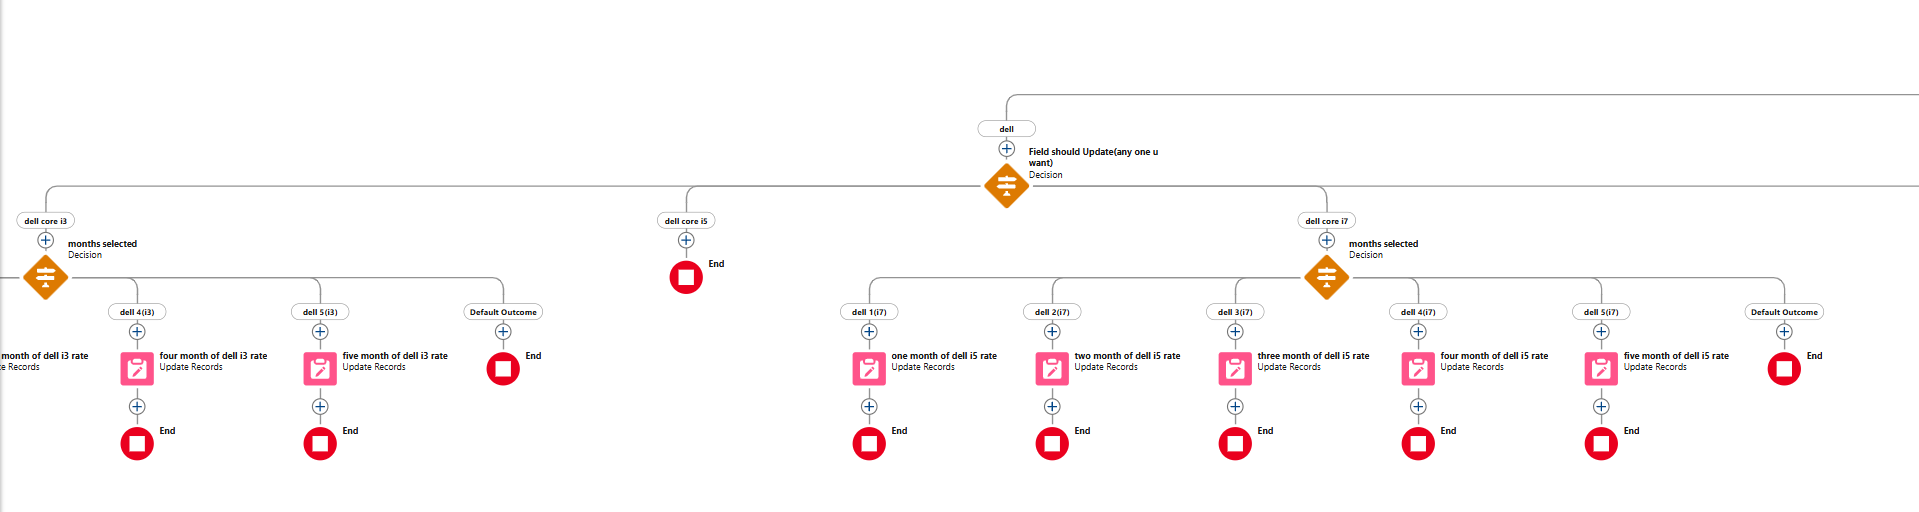 dell
Field should Update(any one u
want)
Decision
dell core i3
dell core i5
dell core i7
months selected
Decision
End
months selected
Decision
dell 4(i3)
dell 5(i3)
Default Outcome
dell 1(i7)
dell 2(i7)
dell 3(i7)
dell 4(i7)
dell 5(i7)
Default Outcome
month of dell i3 rate
Records
four month of dell i3 rate
Update Records
five month of dell i3 rate
Update Records
End
one month of dell i5 rate
Update Records
two month of dell i5 rate
Update Records
three month of dell i5 rate
Update Records
four month of dell i5 rate
Update Records
five month of dell i5 rate
Update Records
End
End
End
End
End
End
End
End